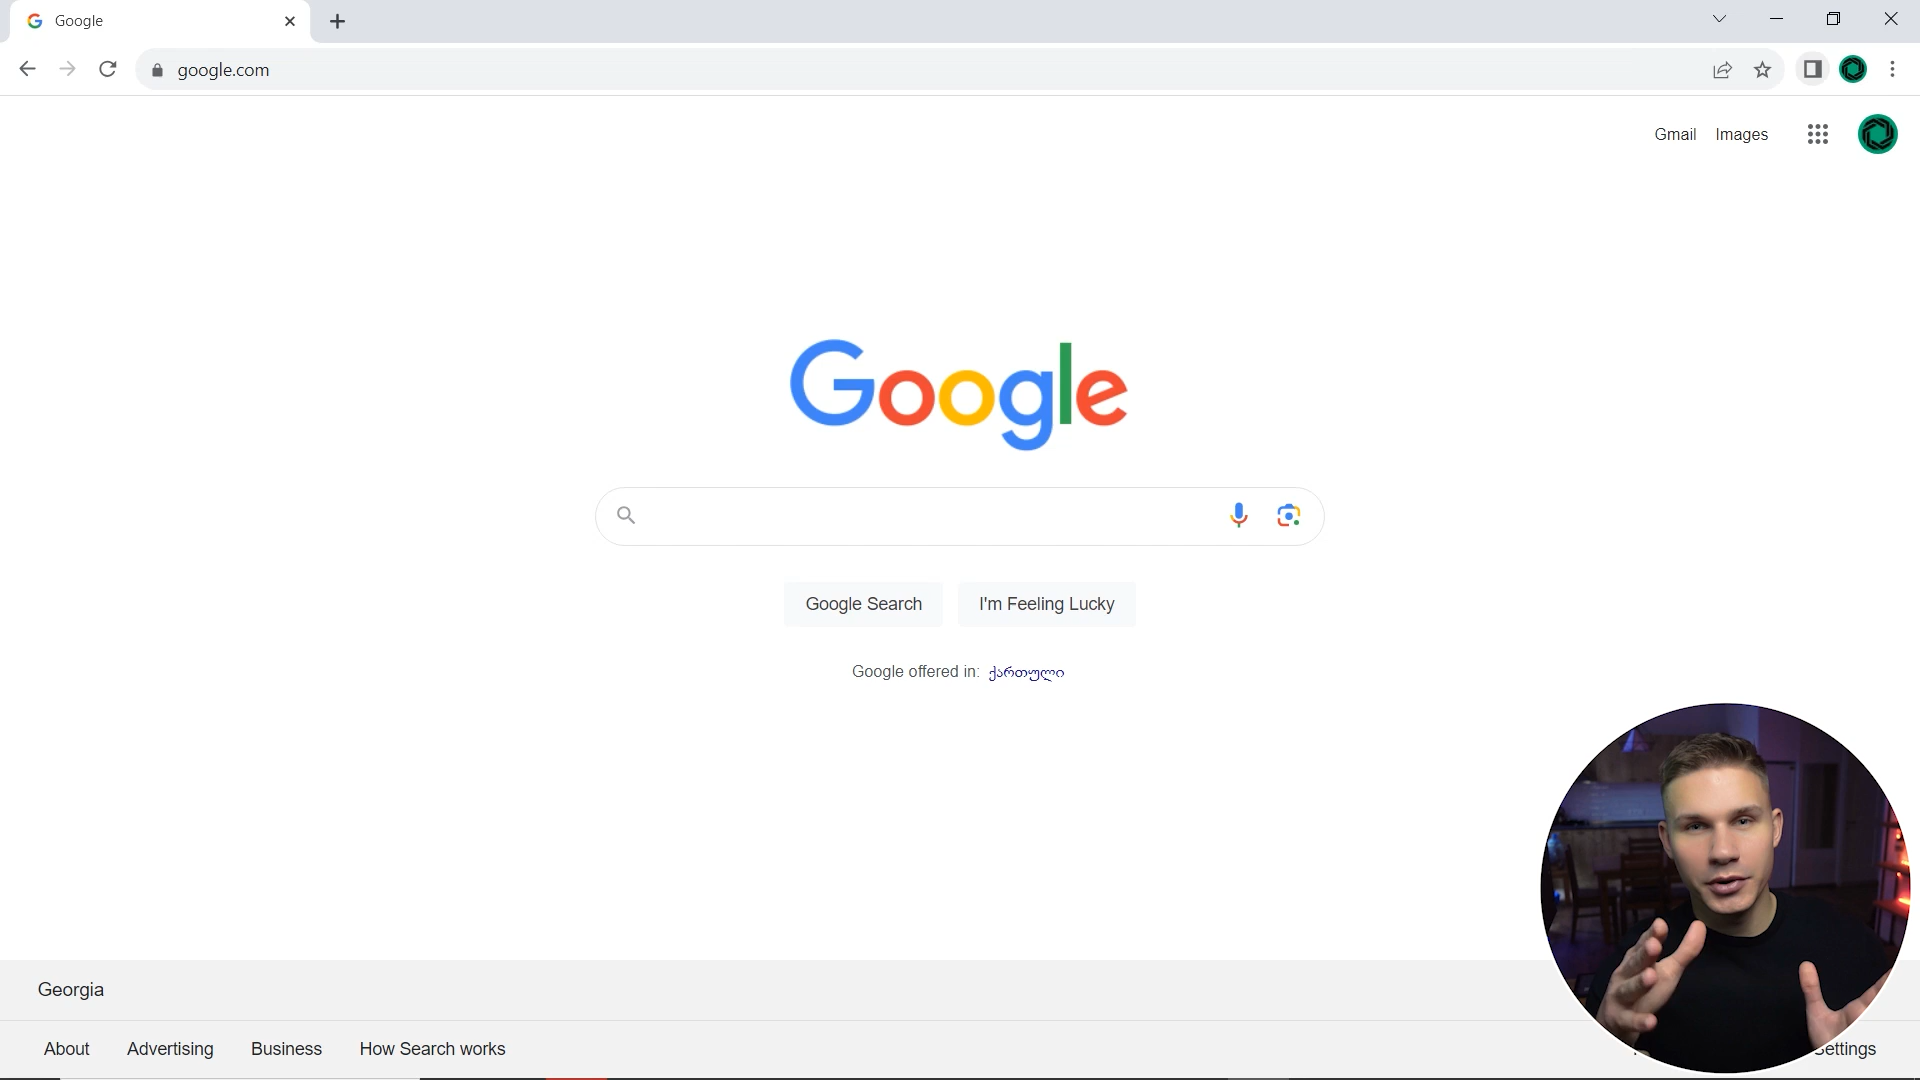 Google
google.com
Gmail Images
Google
Google Search I'm Feeling Lucky
Google offered in: ქართული
Georgia
About Advertising Business How Search works